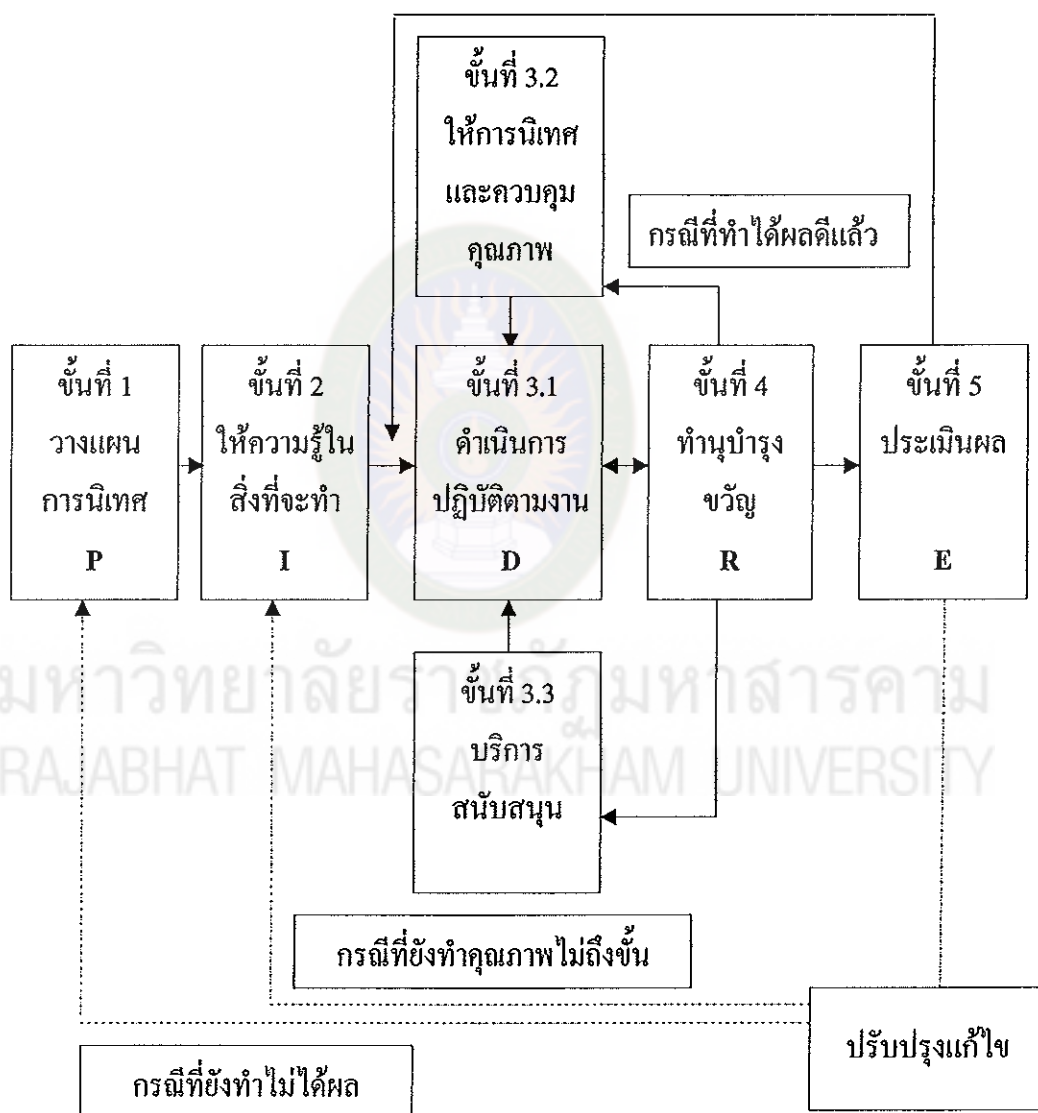 ขั้นที่ 3.2
ให้การนิเทศ
และควบคุม
คุณภาพ
กรณีที่ทำได้ผลดีแล้ว
ขั้นที่ 1
วางแผน
การนิเทศ
P
ขั้นที่ 2
ให้ความรู้ใน
สิ่งที่จะทำ
I
ขั้นที่ 3.1
ดำเนินการ
ปฏิบัติตามงาน
D
ขั้นที่ 4
ทำนุบำรุง
ขวัญ
R
ขั้นที่ 5
ประเมินผล
E
มหาวิทยาลัยราชภัฏมหาสารคาม
RAJABHAT MAHASARAKHAM UNIVERSITY
ขั้นที่ 3.3
บริการ
สนับสนุน
กรณีที่ยังทำคุณภาพไม่ถึงขั้น
ปรับปรุงแก้ไข
กรณีที่ยังทำไม่ได้ผล